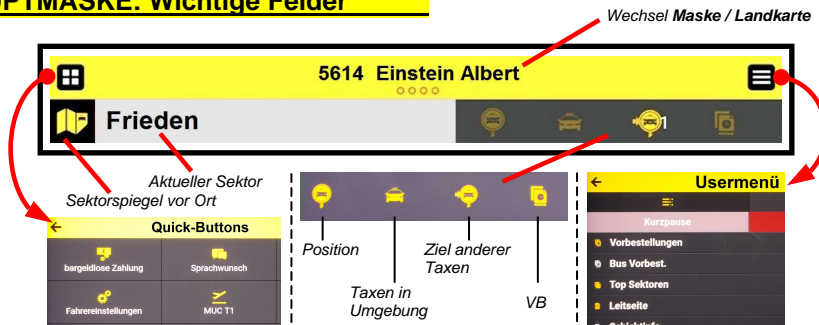 PTMASKE: Wichtige Felder
Wechsel Maske / Landkarte
5614 Einstein Albert
Frieden
1
Aktueller Sektor
Sektorspiegel vor Ort
Quick-Buttons
bargeldlose Zahlung
Sprachwunsch
Fahrereinstellungen
MUC T1
Position
Taxen in
Umgebung
Ziel anderer
Taxen
VB
Usermenü
Kurzpause
Vorbestellungen
Bus Vorbest.
Top Sektoren
Leitseite
Schichtinfo